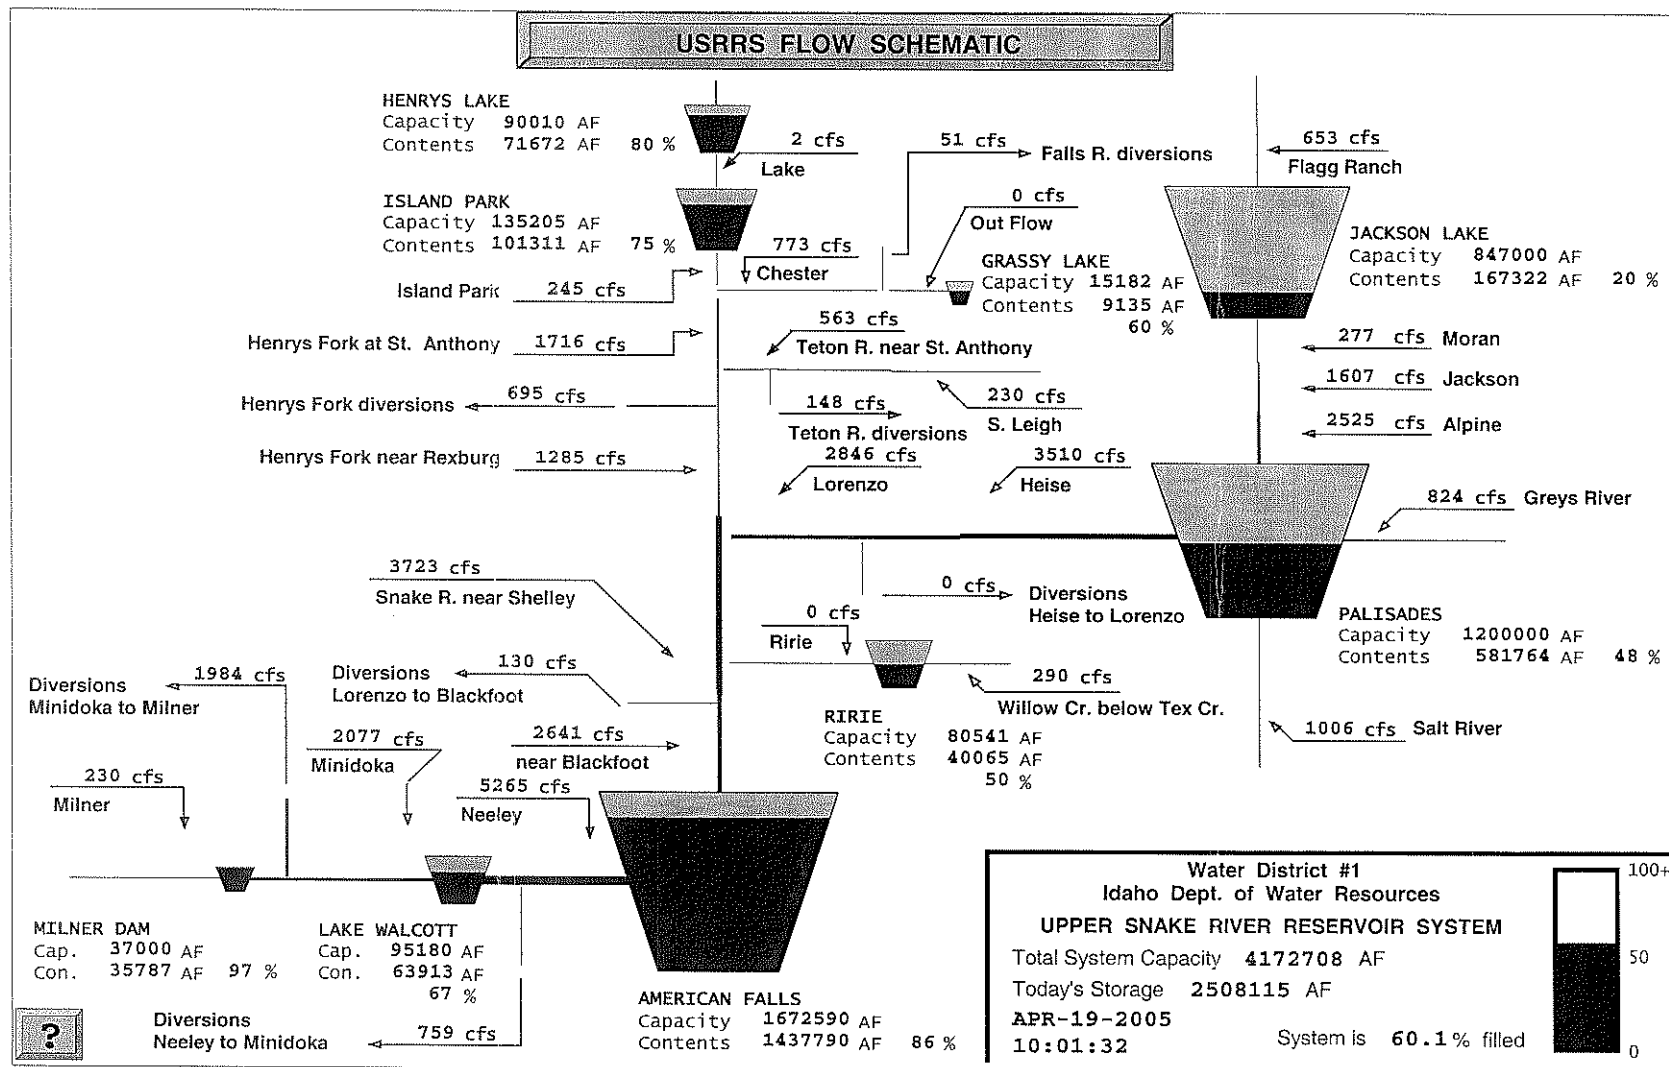 USRRS FLOW SCHEMATIC
HENRYS LAKE
Capacity 90010 AF
Contents 71672 AF 80 %
2 cfs
Lake
51 cfs
Falls R. diversions
653 cfs
Flagg Ranch
ISLAND PARK
Capacity 135205 AF
Contents 101311 AF 75 %
0 cfs
Out Flow
773 cfs
Chester
GRASSY LAKE
Capacity 15182 AF
Contents 9135 AF
60 %
JACKSON LAKE
Capacity 847000 AF
Contents 167322 AF 20 %
Island Park 245 cfs
Henrys Fork at St. Anthony 1716 cfs
563 cfs
Teton R. near St. Anthony
277 cfs Moran
1607 cfs Jackson
2525 cfs Alpine
Henrys Fork diversions 695 cfs
148 cfs
Teton R. diversions
230 cfs
S. Leigh
Henrys Fork near Rexburg 1285 cfs
2846 cfs
Lorenzo
3510 cfs
Heise
824 cfs Greys River
3723 cfs
Snake R. near Shelley
0 cfs
Diversions
Heise to Lorenzo
0 cfs
Ririe
PALISADES
Capacity 1200000 AF
Contents 581764 AF 48 %
1984 cfs
Diversions
Minidoka to Milner
130 cfs
Diversions
Lorenzo to Blackfoot
290 cfs
Willow Cr. below Tex Cr.
RIRIE
Capacity 80541 AF
Contents 40065 AF
50 %
1006 cfs Salt River
2077 cfs
Minidoka
2641 cfs
near Blackfoot
230 cfs
Milner
5265 cfs
Neeley
MILNER DAM
Cap. 37000 AF
Con. 35787 AF 97 %
LAKE WALCOTT
Cap. 95180 AF
Con. 63913 AF
67 %
AMERICAN FALLS
Capacity 1672590 AF
Contents 1437790 AF 86 %
?
Diversions
Neeley to Minidoka 759 cfs
Water District #1
Idaho Dept. of Water Resources
UPPER SNAKE RIVER RESERVOIR SYSTEM
Total System Capacity 4172708 AF
Today's Storage 2508115 AF
APR-19-2005
10:01:32
System is 60.1 % filled
100+
50
0